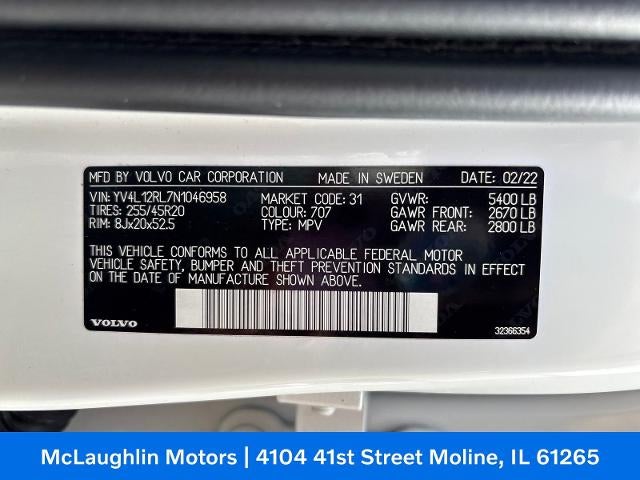 MFD BY VOLVO CAR CORPORATION MADE IN SWEDEN DATE: 02/22
VIN: YV4L12RL7N1046958 MARKET CODE: 31 GVWR: 5400 LB
TIRES: 255/45R20 COLOUR: 707 GAWR FRONT: 2670 LB
RIM: 8Jx20x52.5 TYPE: MPV GAWR REAR: 2800 LB
THIS VEHICLE CONFORMS TO ALL APPLICABLE FEDERAL MOTOR
VEHICLE SAFETY, BUMPER AND THEFT PREVENTION STANDARDS IN EFFECT
ON THE DATE OF MANUFACTURE SHOWN ABOVE.
VOLVO 32366354
McLaughlin Motors | 4104 41st Street Moline, IL 61265